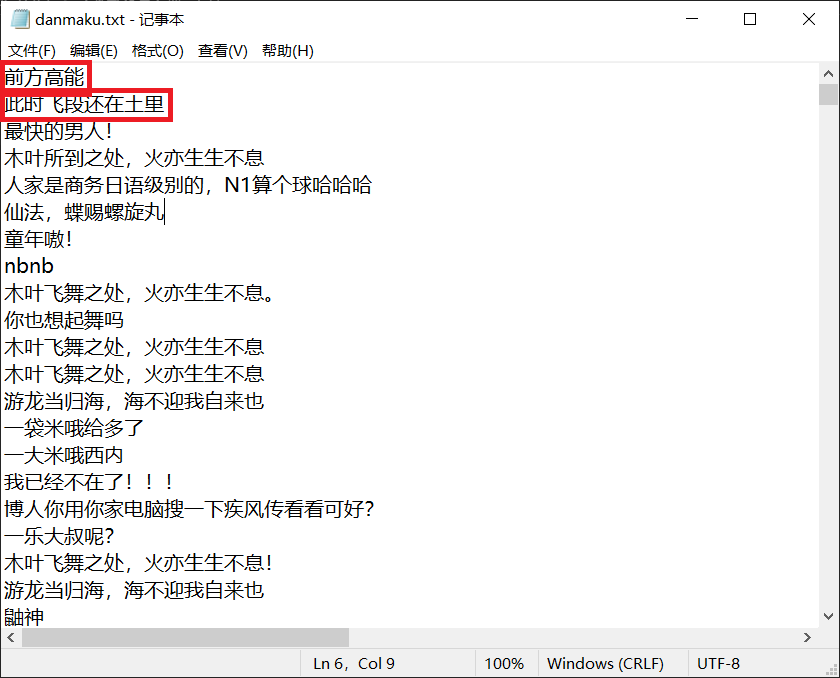 danmaku.txt - 记事本
文件(F) 编辑(E) 格式(O) 查看(V) 帮助(H)
前方高能
此时飞段还在土里
最快的男人！
木叶所到之处，火亦生生不息
人家是商务日语级别的，N1算个球哈哈哈
仙法，蝶赐螺旋丸
童年嗷！
nbnb
木叶飞舞之处，火亦生生不息。
你也想起舞吗
木叶飞舞之处，火亦生生不息
木叶飞舞之处，火亦生生不息
游龙当归海，海不迎我自来也
一袋米哦给多了
一大米哦西内
我已经不在了！！！
博人你用你家电脑搜一下疾风传看看可好？
一乐大叔呢？
木叶飞舞之处，火亦生生不息！
游龙当归海，海不迎我自来也
鼬神
Ln 6, Col 9 100% Windows (CRLF) UTF-8